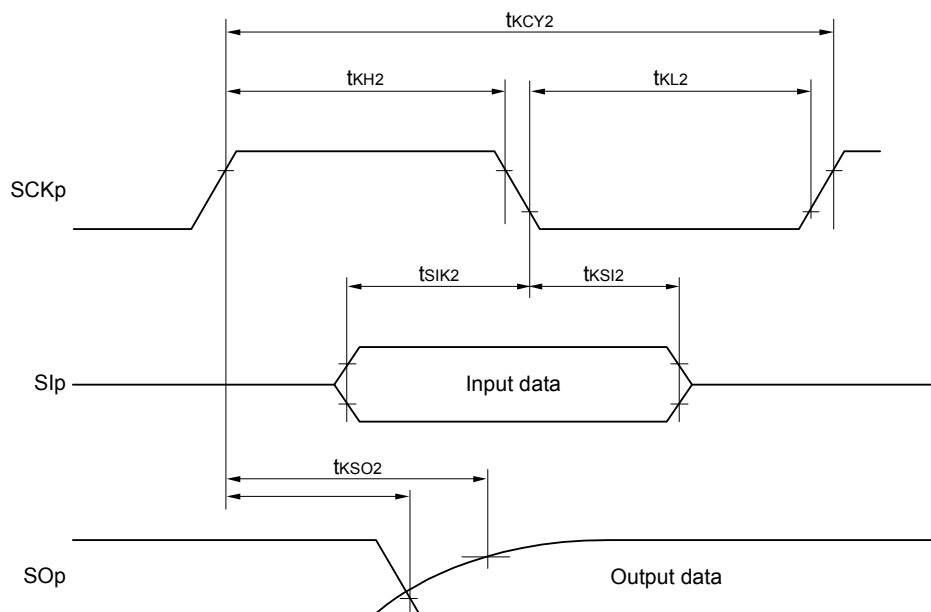 tKCY2
tKH2
tKL2
SCKp
tSIK2
tKSI2
SIp
Input data
tKSO2
SOp
Output data